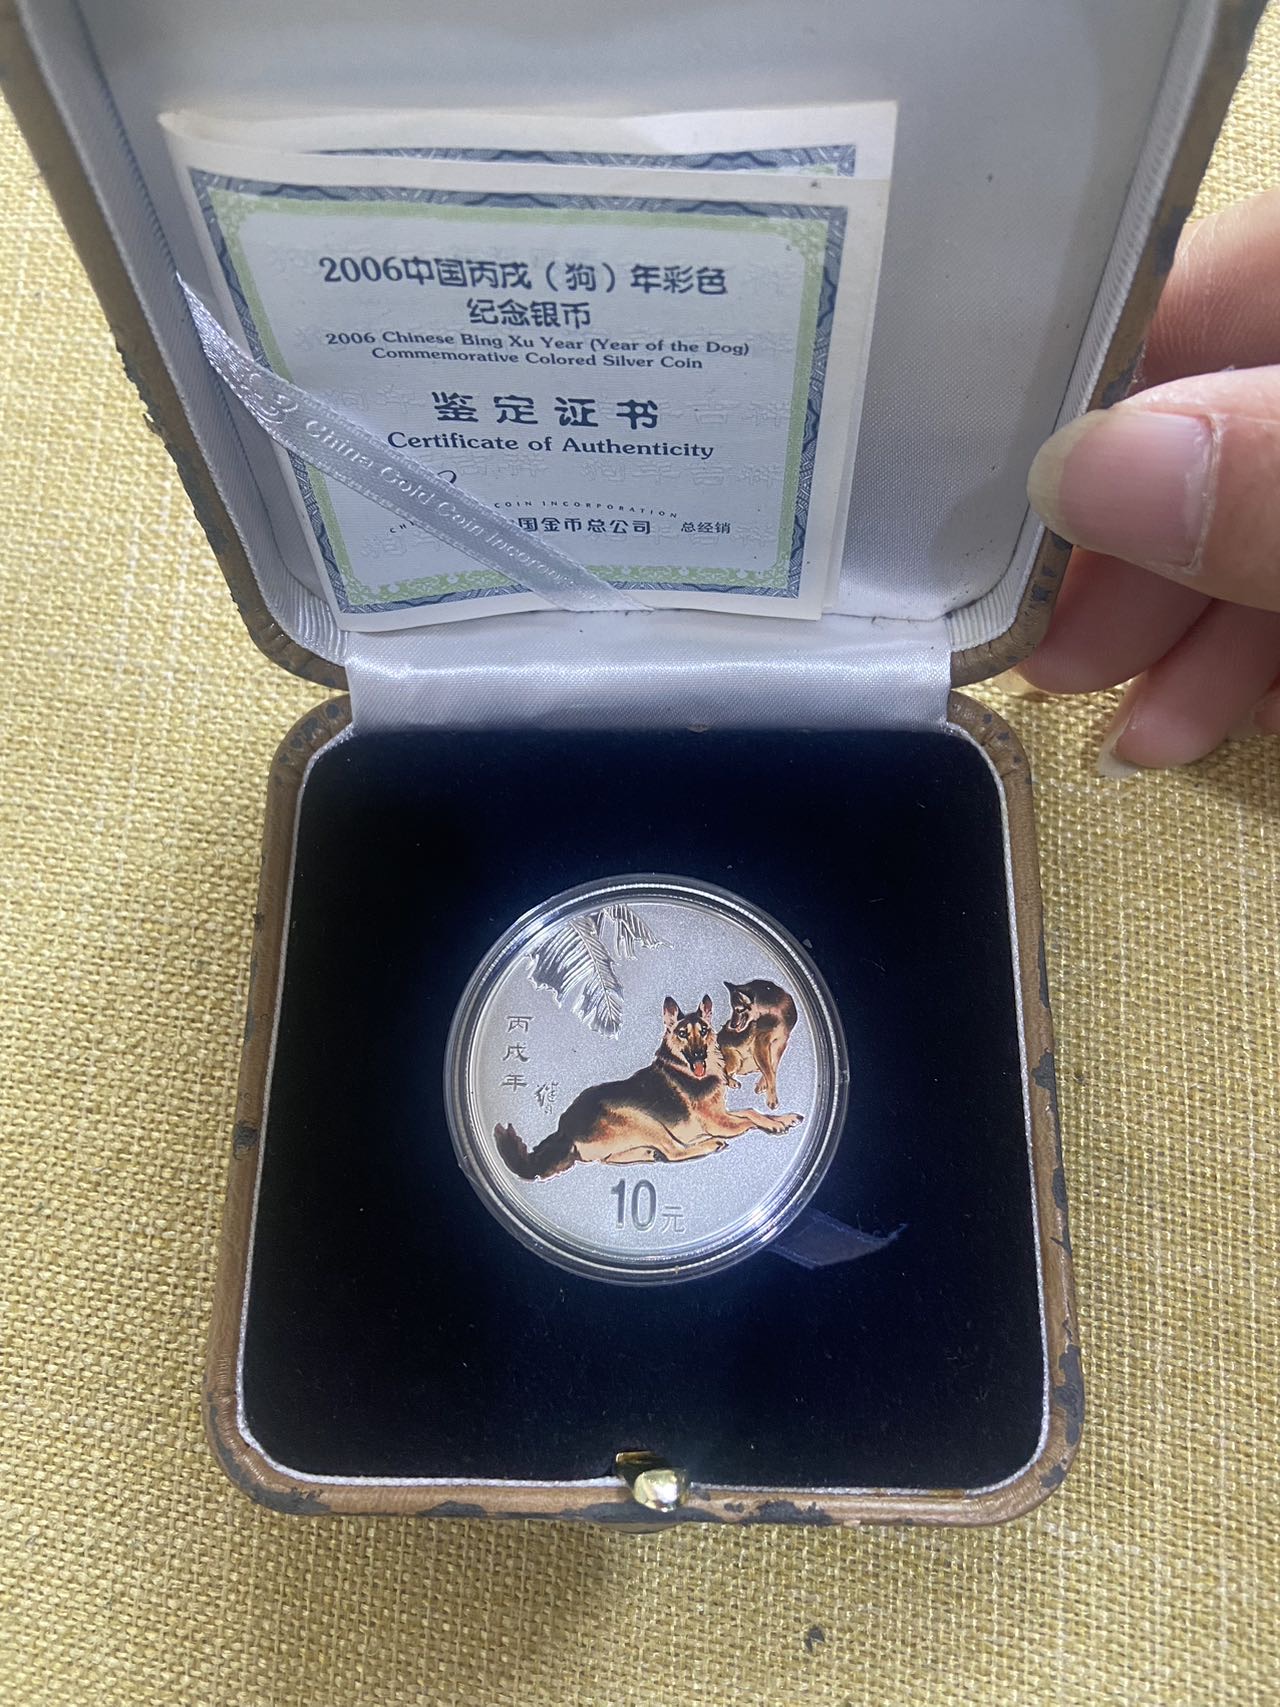 2006中国丙戌（狗）年彩色
纪念银币
2006 Chinese Bing Xu Year (Year of the Dog)
Commemorative Colored Silver Coin
鉴定证书
Certificate of Authenticity
China Gold Coin
COIN INCORPORATION
国金币总公司 总经销
丙戌年
10元